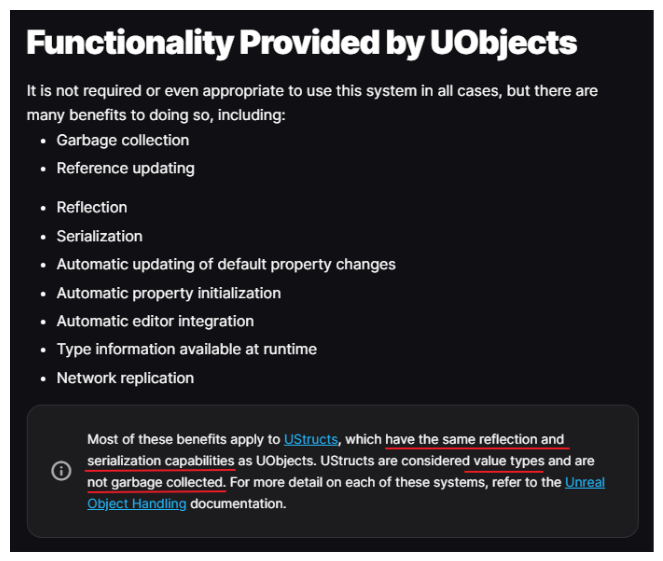 Functionality Provided by UObjects
It is not required or even appropriate to use this system in all cases, but there are
many benefits to doing so, including:
• Garbage collection
• Reference updating
• Reflection
• Serialization
• Automatic updating of default property changes
• Automatic property initialization
• Automatic editor integration
• Type information available at runtime
• Network replication
Most of these benefits apply to UStructs, which have the same reflection and
serialization capabilities as UObjects. UStructs are considered value types and are
not garbage collected. For more detail on each of these systems, refer to the Unreal
Object Handling documentation.